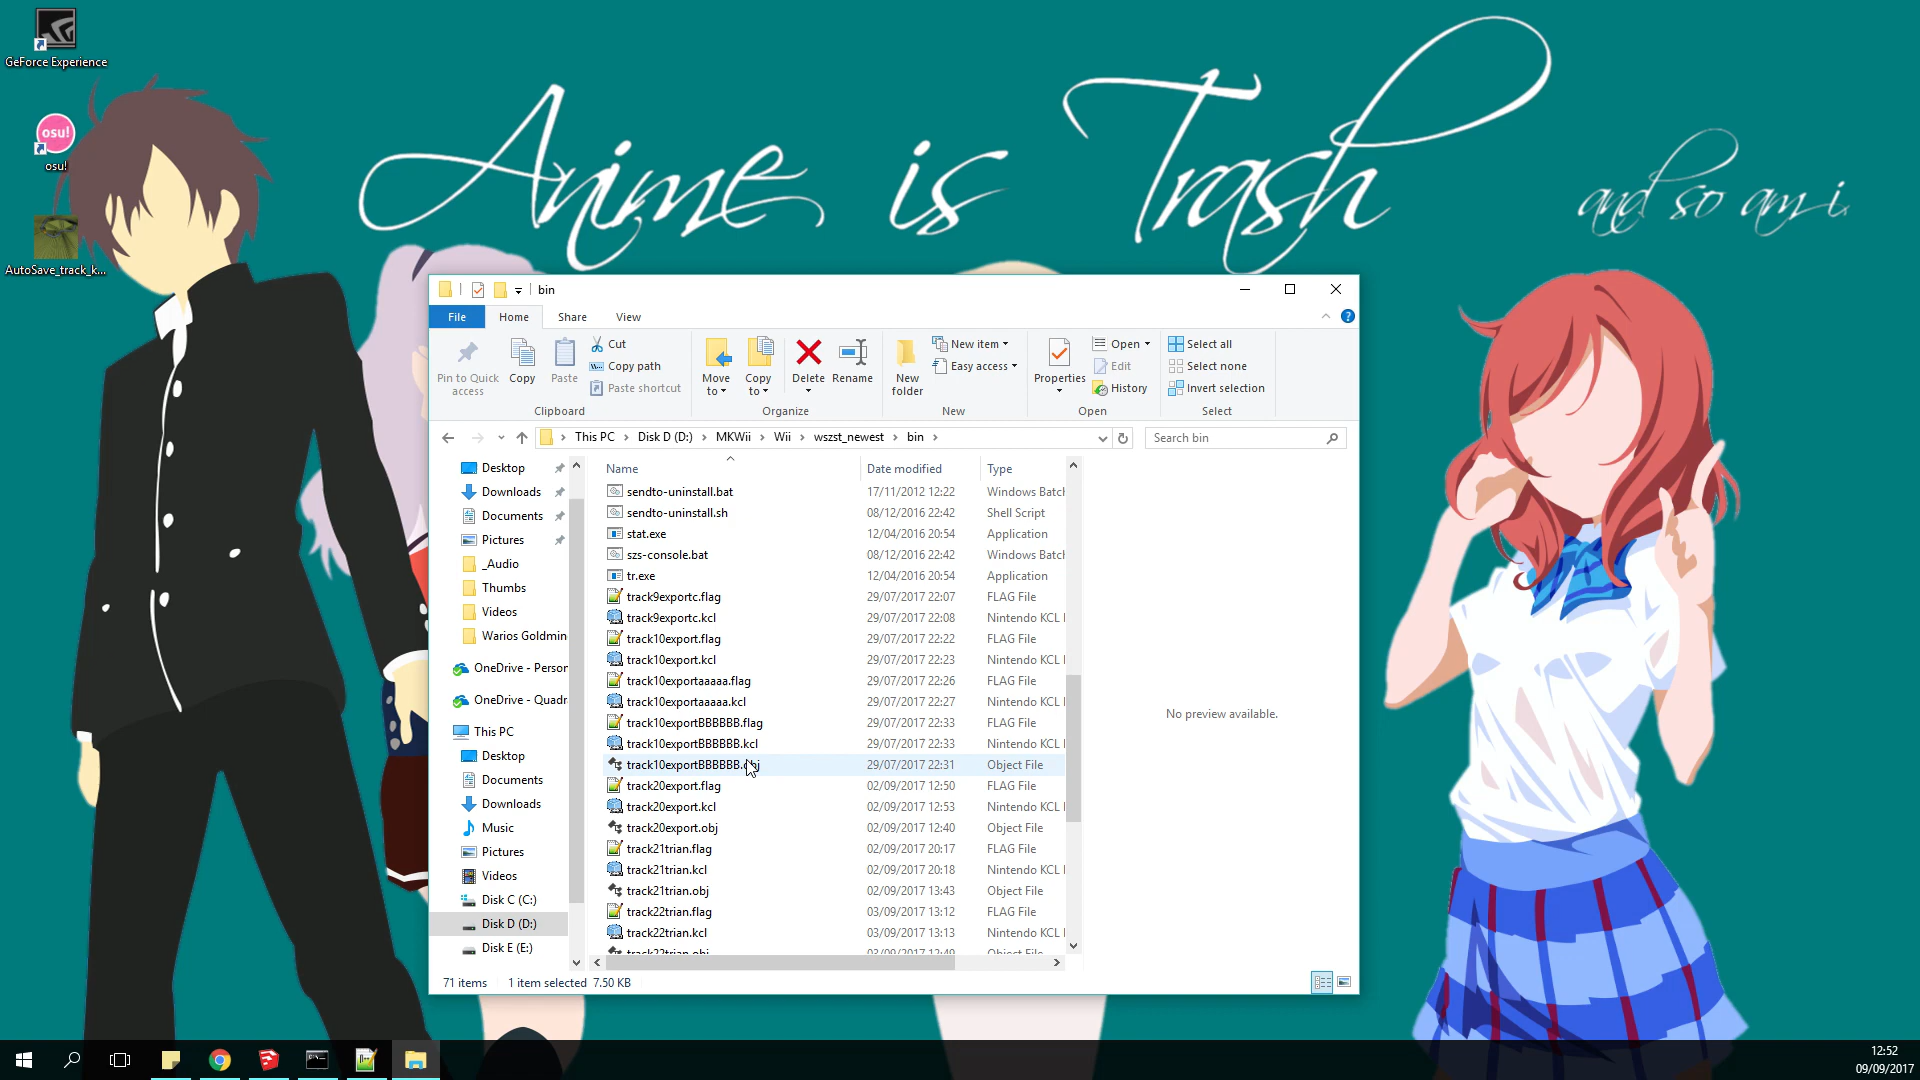 GeForce Experience
osu!
osu!
AutoSave_track_k...
Anime is Trash
and so am i.
bin
File
Home
Share
View
Pin to Quick access
Copy
Paste
Cut
Copy path
Paste shortcut
Clipboard
Move to
Copy to
Delete
Rename
Organize
New folder
New item
Easy access
New
Properties
Open
Edit
History
Open
Select all
Select none
Invert selection
Select
This PC
Disk D (D:)
MKWii
Wii
wszst_newest
bin
Search bin
Desktop
Downloads
Documents
Pictures
_Audio
Thumbs
Videos
Warios Goldmin
OneDrive - Person
OneDrive - Quadr
This PC
Desktop
Documents
Downloads
Music
Pictures
Videos
Disk C (C:)
Disk D (D:)
Disk E (E:)
Name Date modified Type
sendto-uninstall.bat 17/11/2012 12:22 Windows Batch
sendto-uninstall.sh 08/12/2016 22:42 Shell Script
stat.exe 12/04/2016 20:54 Application
szs-console.bat 08/12/2016 22:42 Windows Batch
tr.exe 12/04/2016 20:54 Application
track9exportc.flag 29/07/2017 22:07 FLAG File
track9exportc.kcl 29/07/2017 22:08 Nintendo KCL
track10export.flag 29/07/2017 22:22 FLAG File
track10export.kcl 29/07/2017 22:23 Nintendo KCL
track10exportaaaaa.flag 29/07/2017 22:26 FLAG File
track10exportaaaaa.kcl 29/07/2017 22:27 Nintendo KCL
track10exportBBBBBB.flag 29/07/2017 22:33 FLAG File
track10exportBBBBBB.kcl 29/07/2017 22:33 Nintendo KCL
track10exportBBBBBB.obj 29/07/2017 22:31 Object File
track20export.flag 02/09/2017 12:50 FLAG File
track20export.kcl 02/09/2017 12:53 Nintendo KCL
track20export.obj 02/09/2017 12:40 Object File
track21trian.flag 02/09/2017 20:17 FLAG File
track21trian.kcl 02/09/2017 20:18 Nintendo KCL
track21trian.obj 02/09/2017 13:43 Object File
track22trian.flag 03/09/2017 13:12 FLAG File
track22trian.kcl 03/09/2017 13:13 Nintendo KCL
track22trian.obj 03/09/2017 12:49 Object File
No preview available.
71 items 1 item selected 7.50 KB
12:52
09/09/2017